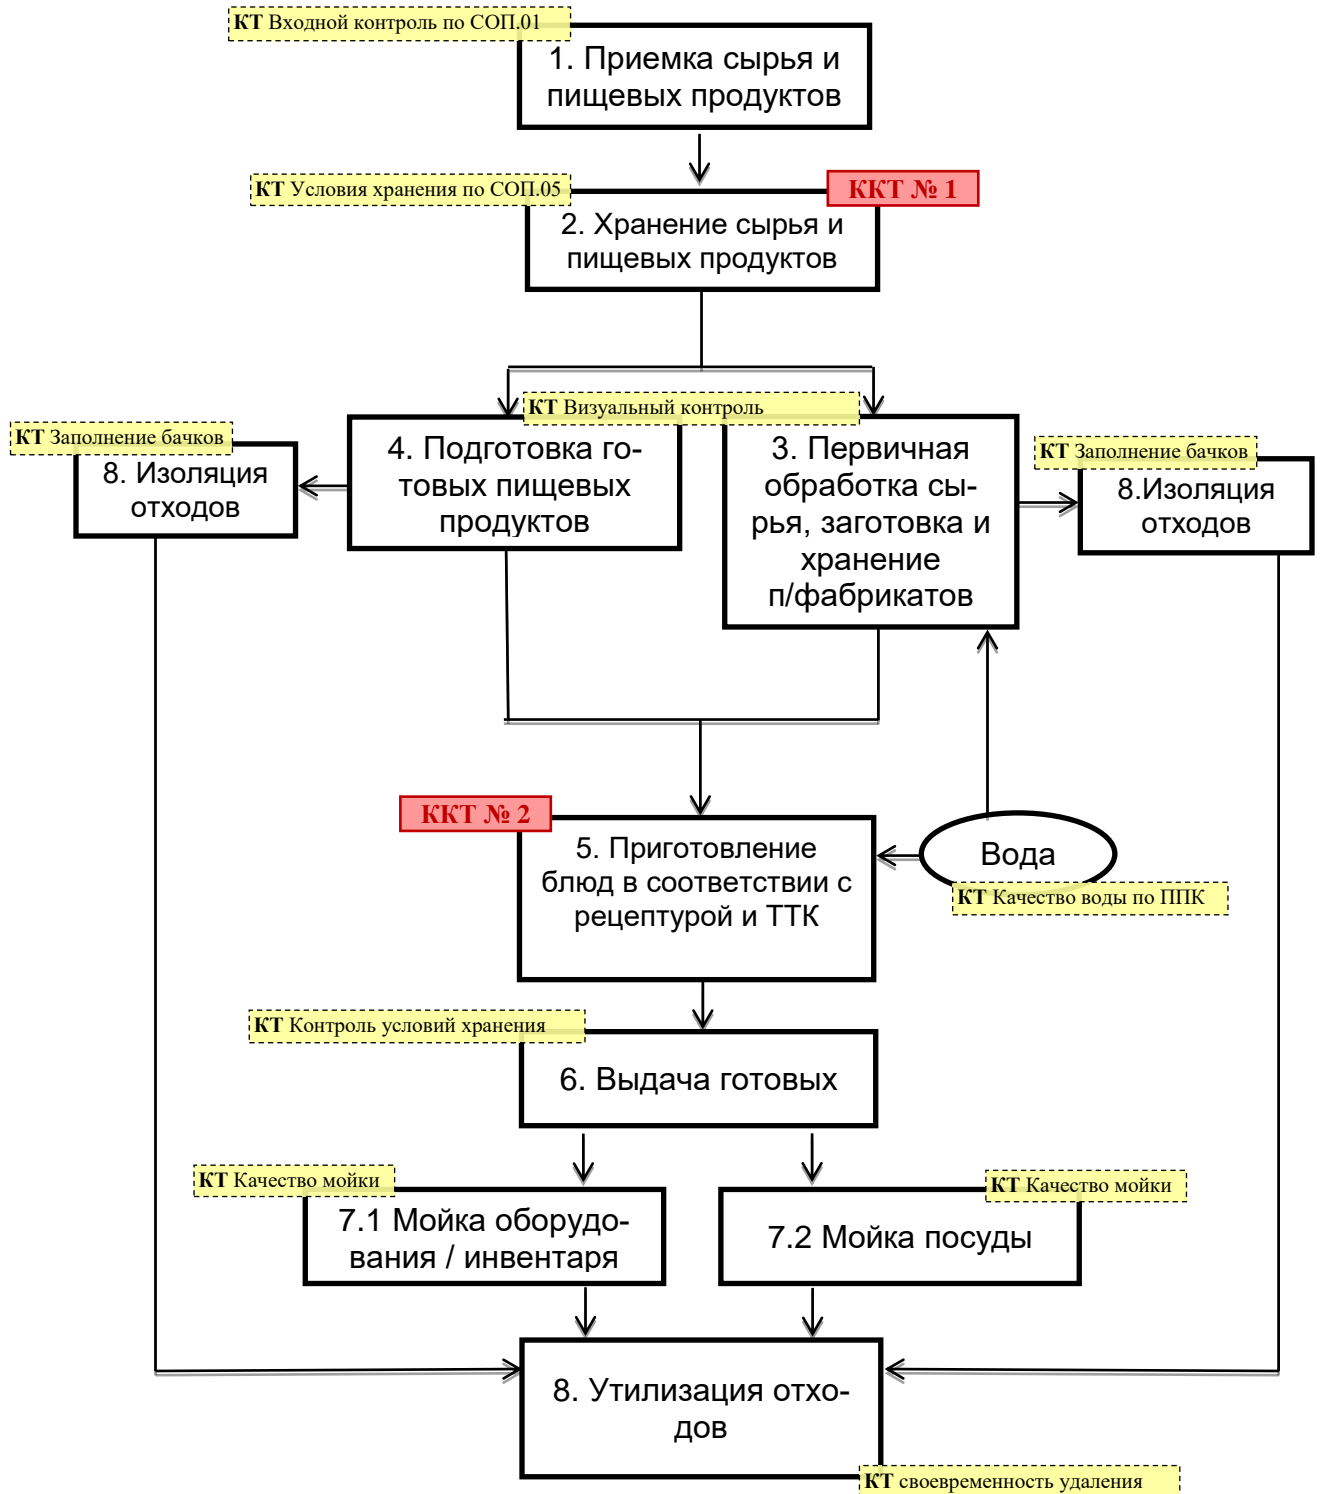 КТ Входной контроль по СОП.01
1. Приемка сырья и
пищевых продуктов
КТ Условия хранения по СОП.05
ККТ № 1
2. Хранение сырья и
пищевых продуктов
КТ Визуальный контроль
КТ Заполнение бачков
8. Изоляция
отходов
4. Подготовка го-
товых пищевых
продуктов
3. Первичная
обработка сы-
рья, заготовка и
хранение
п/фабрикатов
КТ Заполнение бачков
8.Изоляция
отходов
ККТ № 2
5. Приготовление
блюд в соответствии с
рецептурой и ТТК
Вода
КТ Качество воды по ППК
КТ Контроль условий хранения
6. Выдача готовых
КТ Качество мойки
7.1 Мойка оборудо-
вания / инвентаря
КТ Качество мойки
7.2 Мойка посуды
8. Утилизация отхо-
дов
КТ своевременность удаления